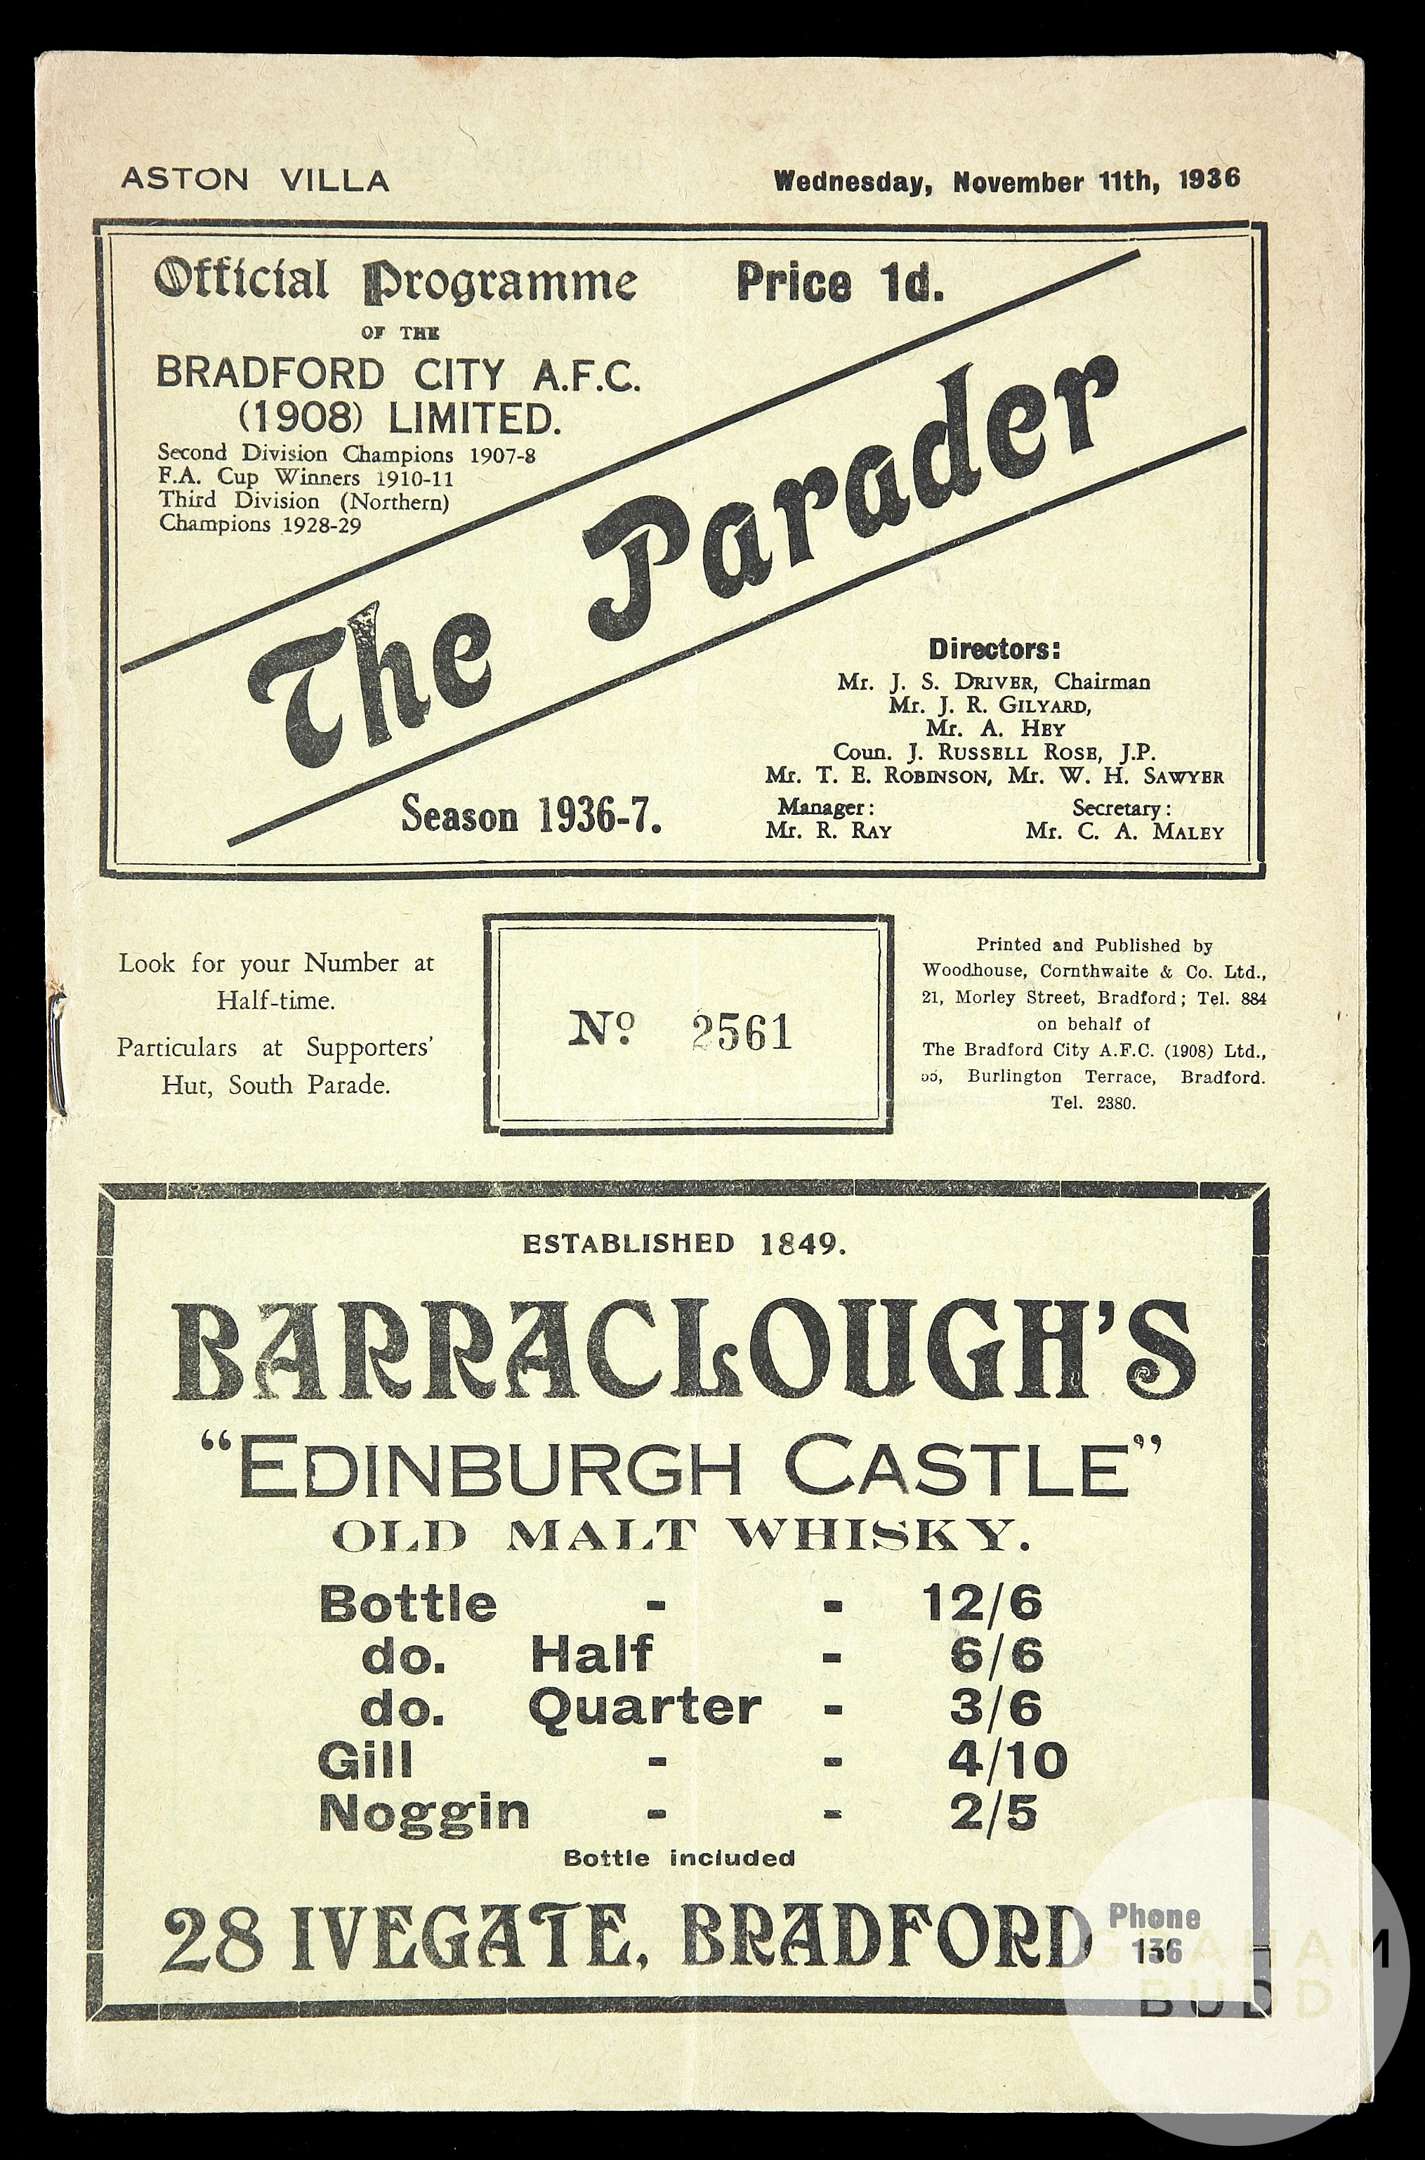 ASTON VILLA
Wednesday, November 11th, 1936
Official Programme
Price 1d.
OF THE
BRADFORD CITY A.F.C.
(1908) LIMITED.
Second Division Champions 1907-8
F.A. Cup Winners 1910-11
Third Division (Northern)
Champions 1928-29
The Parader
Directors:
Mr. J. S. DRIVER, Chairman
Mr. J. R. GILYARD,
Mr. A. HEY
Coun. J. RUSSELL ROSE, J.P.
Mr. T. E. ROBINSON, Mr. W. H. SAWYER
Manager: Secretary:
Mr. R. RAY Mr. C. A. MALEY
Season 1936-7.
Look for your Number at
Half-time.
Particulars at Supporters'
Hut, South Parade.
No. 2561
Printed and Published by
Woodhouse, Cornthwaite & Co. Ltd.,
21, Morley Street, Bradford; Tel. 884
on behalf of
The Bradford City A.F.C. (1908) Ltd.,
Burlington Terrace, Bradford.
Tel. 2380.
ESTABLISHED 1849.
BARRACLOUGH'S
"EDINBURGH CASTLE"
OLD MALT WHISKY.
Bottle - - 12/6
do. Half - 6/6
do. Quarter - 3/6
Gill - - 4/10
Noggin - - 2/5
Bottle included
28 IVEGATE, BRADFORD
Phone
136
GRAHAM
BUDD